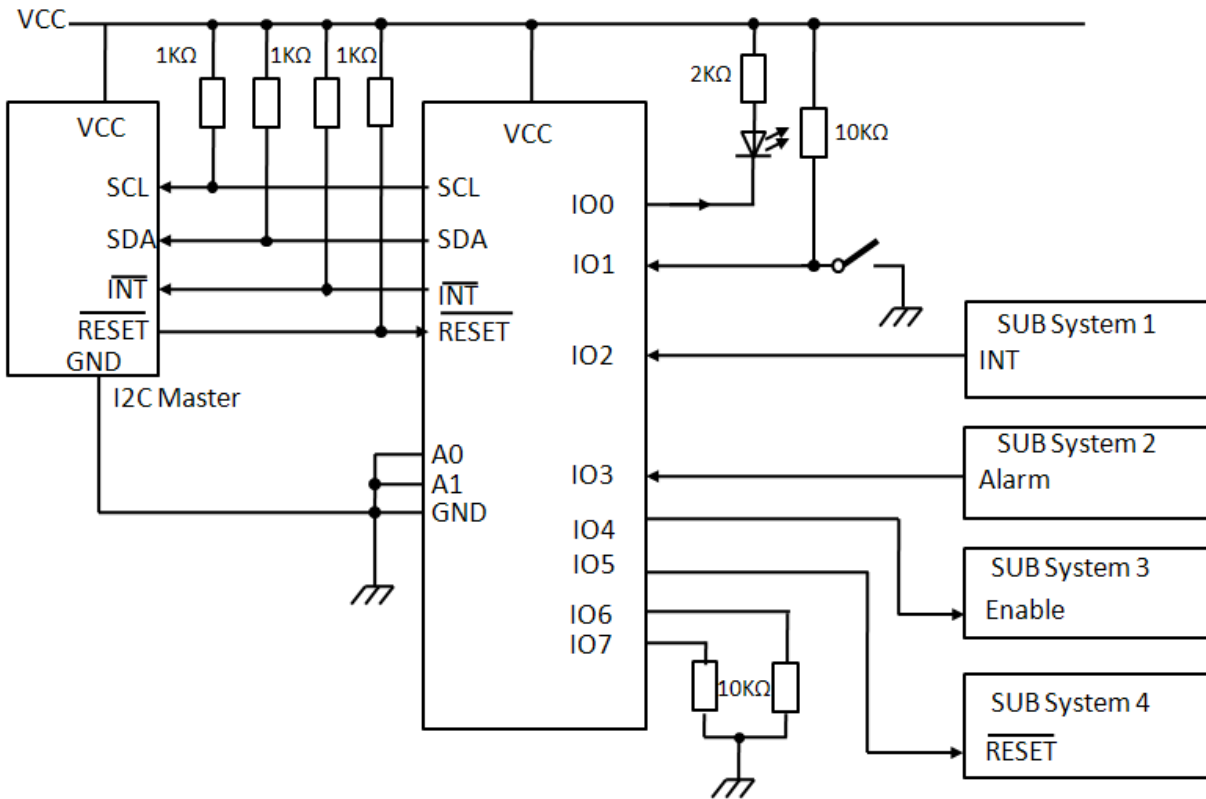 VCC
1KΩ 1KΩ 1KΩ
2KΩ
10KΩ
VCC
SCL
SDA
INT
RESET
GND
I2C Master
VCC
SCL
SDA
INT
RESET
A0
A1
GND
IO0
IO1
IO2
IO3
IO4
IO5
IO6
IO7
10KΩ
SUB System 1
INT
SUB System 2
Alarm
SUB System 3
Enable
SUB System 4
RESET